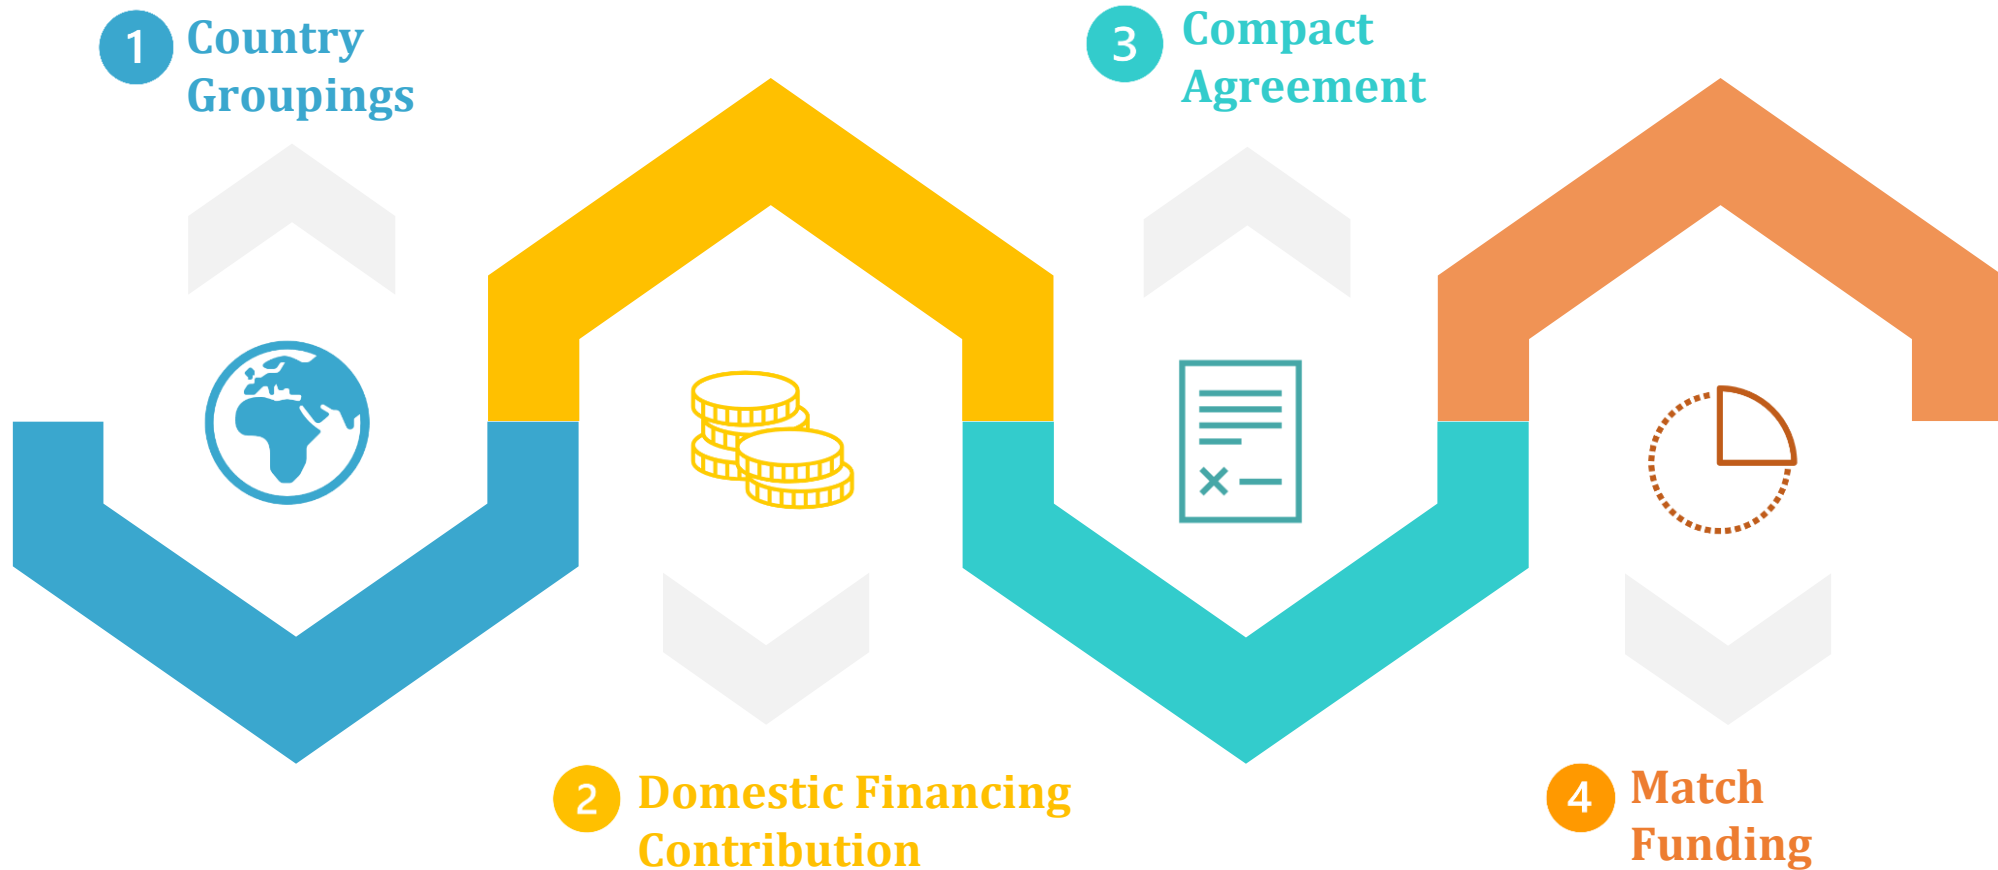 1
Country
Groupings
2
Domestic Financing
Contribution
3
Compact
Agreement
4
Match
Funding